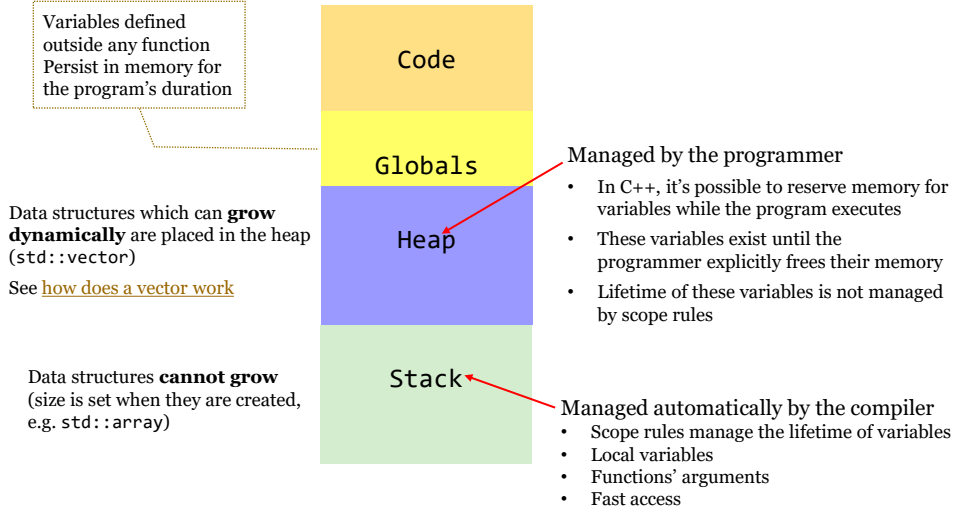 Variables defined
outside any function
Persist in memory for
the program's duration
Code
Globals
Heap
Stack
Data structures which can grow
dynamically are placed in the heap
(std::vector)
See how does a vector work
Data structures cannot grow
(size is set when they are created,
e.g. std::array)
Managed by the programmer
• In C++, it's possible to reserve memory for
variables while the program executes
• These variables exist until the
programmer explicitly frees their memory
• Lifetime of these variables is not managed
by scope rules
Managed automatically by the compiler
• Scope rules manage the lifetime of variables
• Local variables
• Functions' arguments
• Fast access